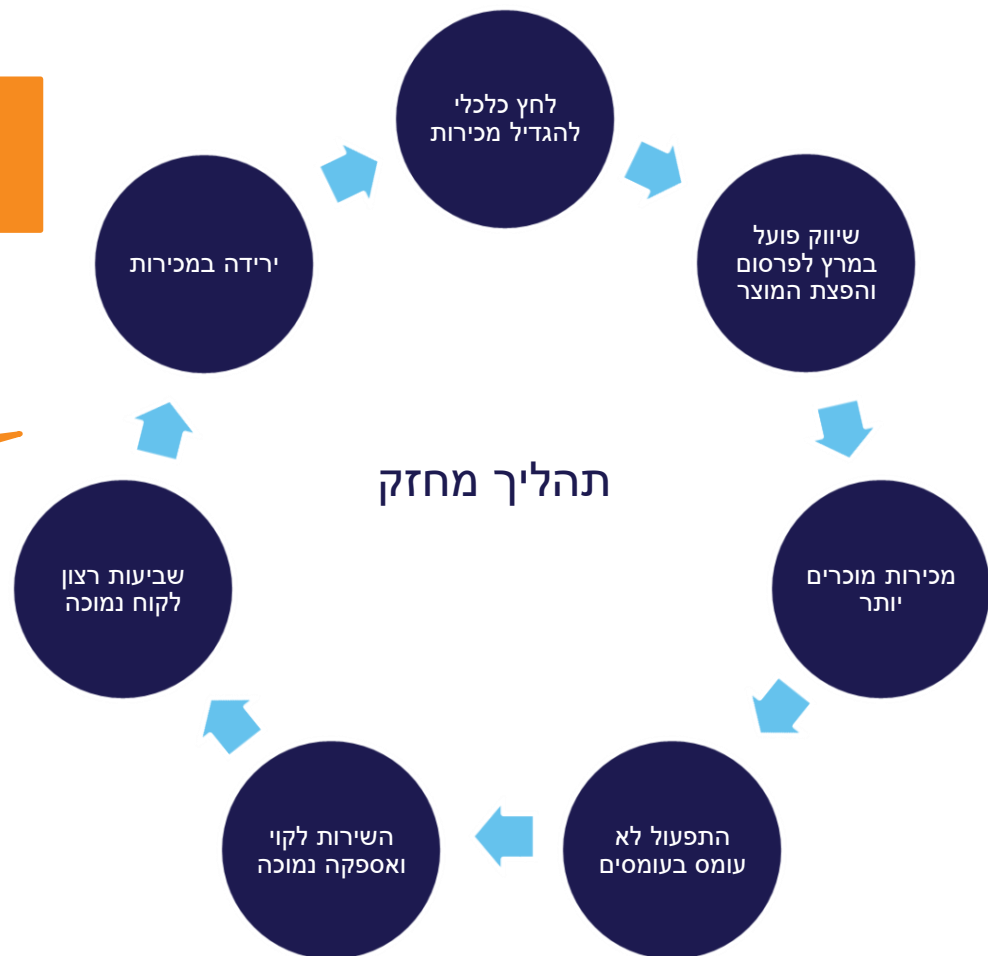 לחץ כלכלי
להגדיל מכירות
שיווק פועל
במרץ לפרסום
והפצת המוצר
מכירות מוכרים
יותר
התפעול לא
עומס בעומסים
השירות לקוי
ואספקה נמוכה
שביעות רצון
לקוח נמוכה
ירידה במכירות
תהליך מחזק